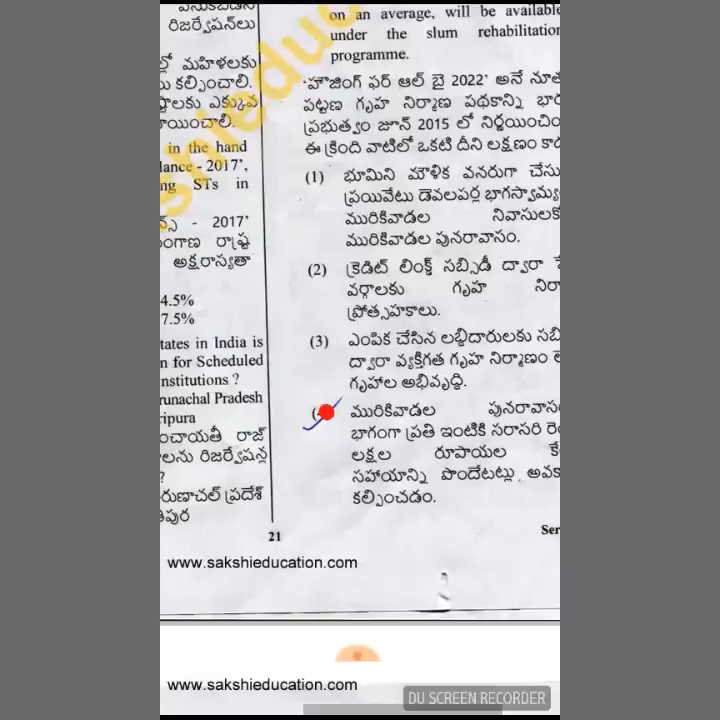 రిజర్వేషన్‌లు
ల్లో మహిళలకు
కల్పించాలి.
ఎక్కువ
in the hand
lance - 2017',
ng STs in
న్స్ - 2017'
రాష్ట్ర
అక్షరాస్యతా
4.5%
7.5%
tates in India is
n for Scheduled
nstitutions ?
runachal Pradesh
ripura
ంచాయతీ రాజ్
లను రిజర్వేషన్ల
?
రుణాచల్ ప్రదేశ్
పుర
on an average, will be available
under the slum rehabilitation
programme.
'హౌజింగ్ ఫర్ ఆల్ బై 2022' అనే నూత
పట్టణ గృహ నిర్మాణ పథకాన్ని భార
ప్రభుత్వం జూన్ 2015 లో నిర్ణయించిం
ఈ క్రింది వాటిలో ఒకటి దీని లక్షణం కా
(1) భూమిని మౌళిక వనరుగా చేసు
ప్రయివేటు డెవలపర్ల భాగస్వామ్య
మురికివాడల నివాసులకో
మురికివాడల పునరావాసం.
(2) క్రెడిట్ లింక్డ్ సబ్సిడీ ద్వారా
వర్గాలకు గృహ నిర
ప్రోత్సహకాలు.
(3) ఎంపిక చేసిన లబ్ధిదారులకు సబ్సి
ద్వారా వ్యక్తిగత గృహ నిర్మాణం లే
గృహాల అభివృద్ధి.
మురికివాడల పునరావాస
భాగంగా ప్రతి ఇంటికి సరాసరి రె
లక్షల రూపాయల కే
సహాయాన్ని పొందేటట్లు అవకా
కల్పించడం.
21
Ser
www.sakshieducation.com
www.sakshieducation.com
DU SCREEN RECORDER